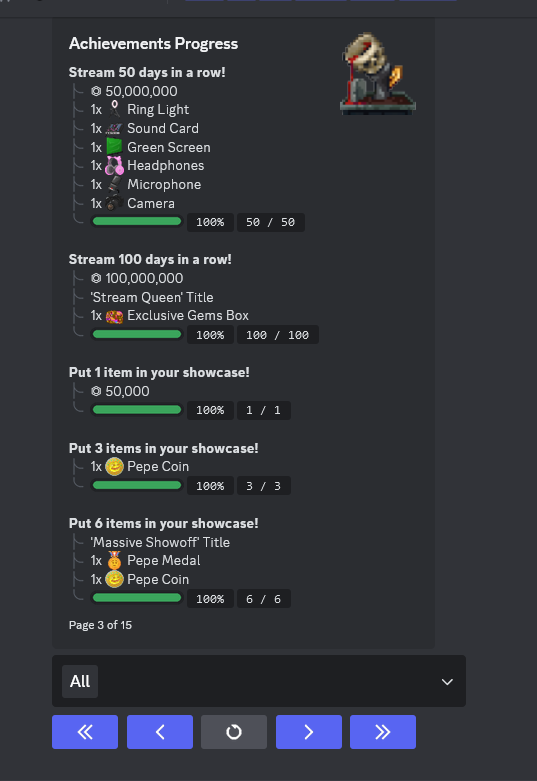 Achievements Progress
Stream 50 days in a row!
50,000,000
1x Ring Light
1x Sound Card
1x Green Screen
1x Headphones
1x Microphone
1x Camera
100% 50 / 50
Stream 100 days in a row!
100,000,000
'Stream Queen' Title
1x Exclusive Gems Box
100% 100 / 100
Put 1 item in your showcase!
50,000
100% 1 / 1
Put 3 items in your showcase!
1x Pepe Coin
100% 3 / 3
Put 6 items in your showcase!
'Massive Showoff' Title
1x Pepe Medal
1x Pepe Coin
100% 6 / 6
Page 3 of 15
All